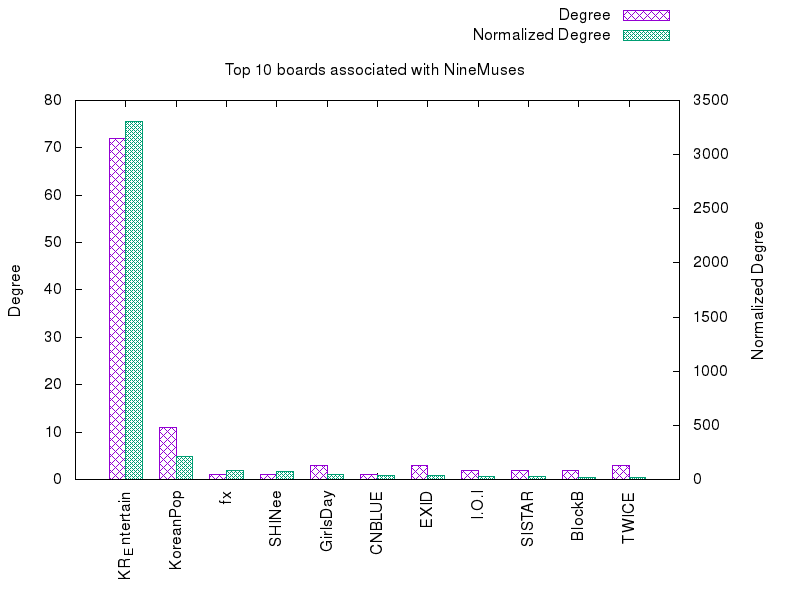 Degree
Normalized Degree
Top 10 boards associated with NineMuses
80
70
60
50
40
30
20
10
0
3500
3000
2500
2000
1500
1000
500
0
Degree
Normalized Degree
KREntertain
KoreanPop
fx
SHINee
GirlsDay
CNBLUE
EXID
I.O.I
SISTAR
BlockB
TWICE